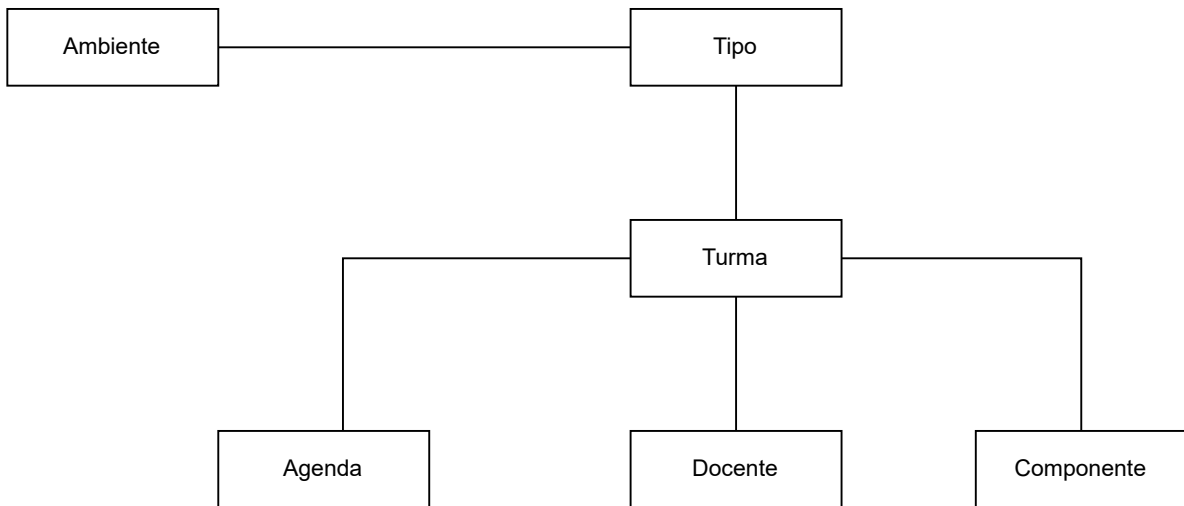 Ambiente
Tipo
Turma
Agenda
Docente
Componente